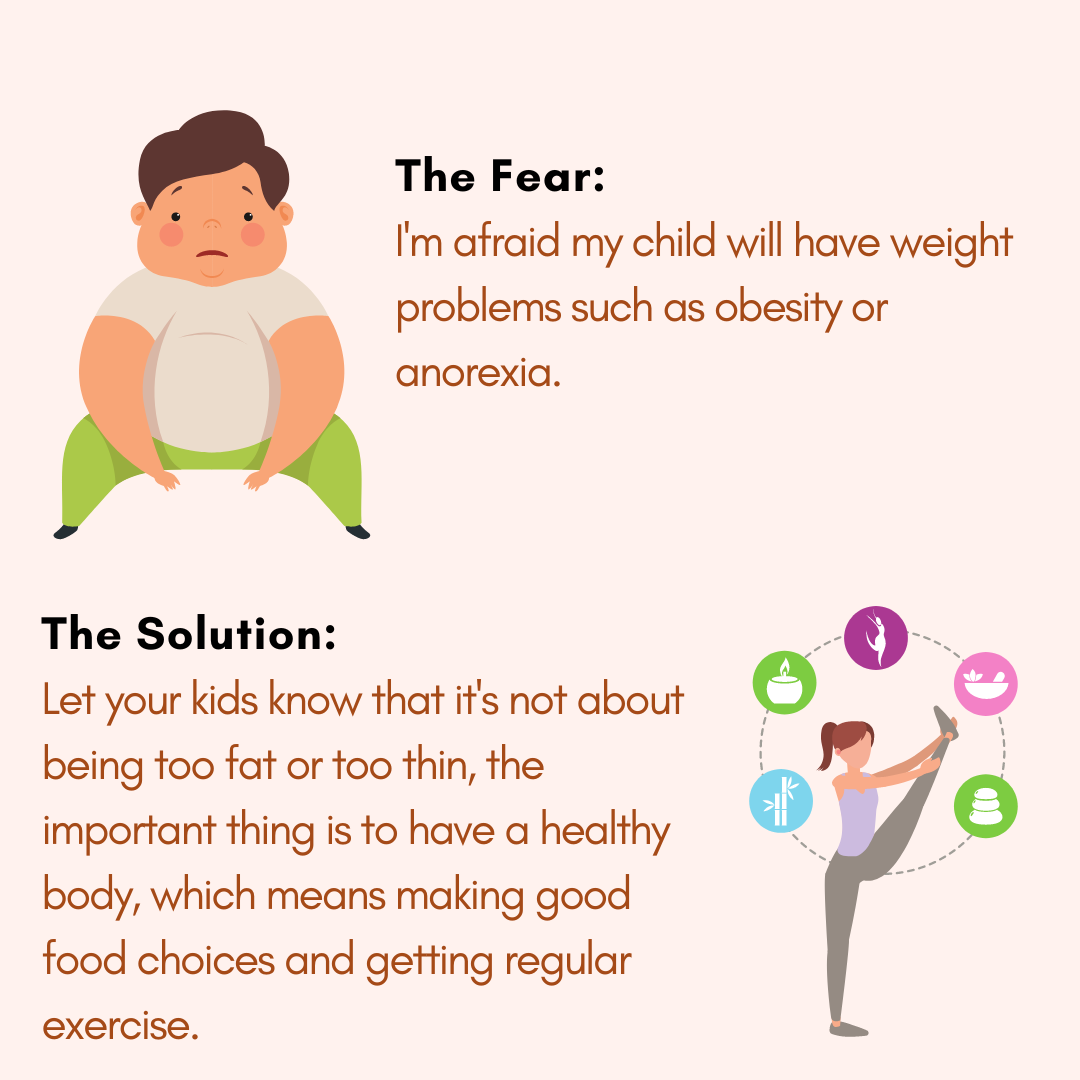 The Fear:
I'm afraid my child will have weight
problems such as obesity or
anorexia.
The Solution:
Let your kids know that it's not about
being too fat or too thin, the
important thing is to have a healthy
body, which means making good
food choices and getting regular
exercise.